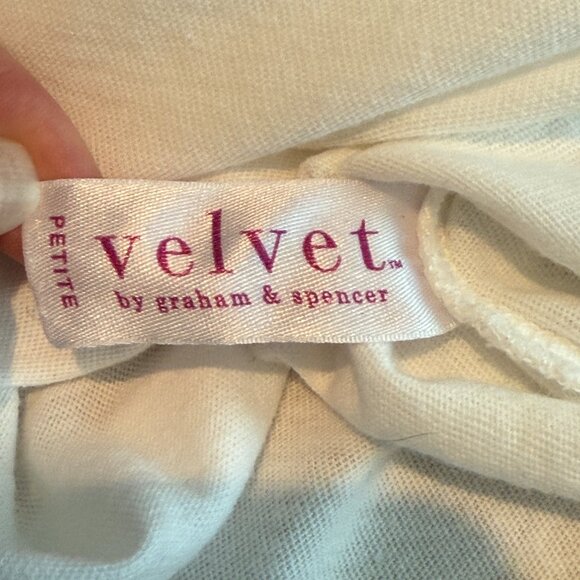 PETITE
velvet™
by graham & spencer